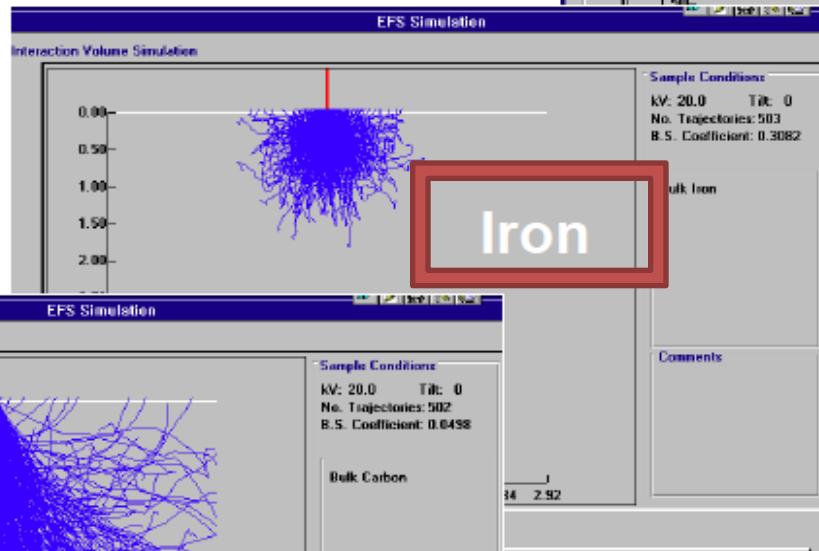 EFS Simulation
Interaction Volume Simulation
Sample Conditions
kV: 20.0 Tilt: 0
No. Trajectories: 503
B.S. Coefficient: 0.3082
0.00
0.50
1.00
1.50
2.00
ulk Iron
Iron
Comments
34 2.92
EFS Simulation
Sample Conditions
kV: 20.0 Tilt: 0
No. Trajectories: 502
B.S. Coefficient: 0.0498
Bulk Carbon